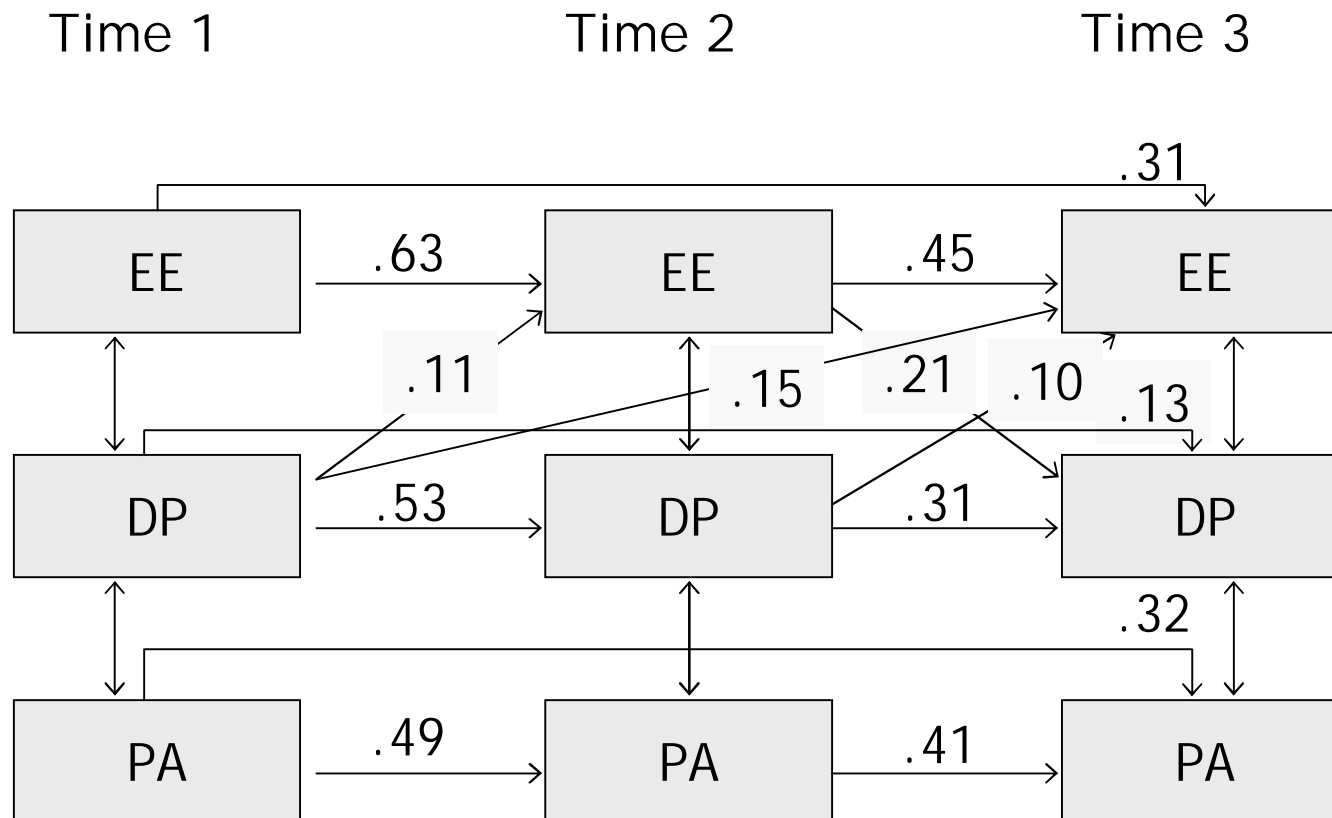 Time 1 Time 2 Time 3
.31
EE .63 EE .45 EE
.11 .15 .21 .10 .13
DP .53 DP .31 DP
.32
PA .49 PA .41 PA